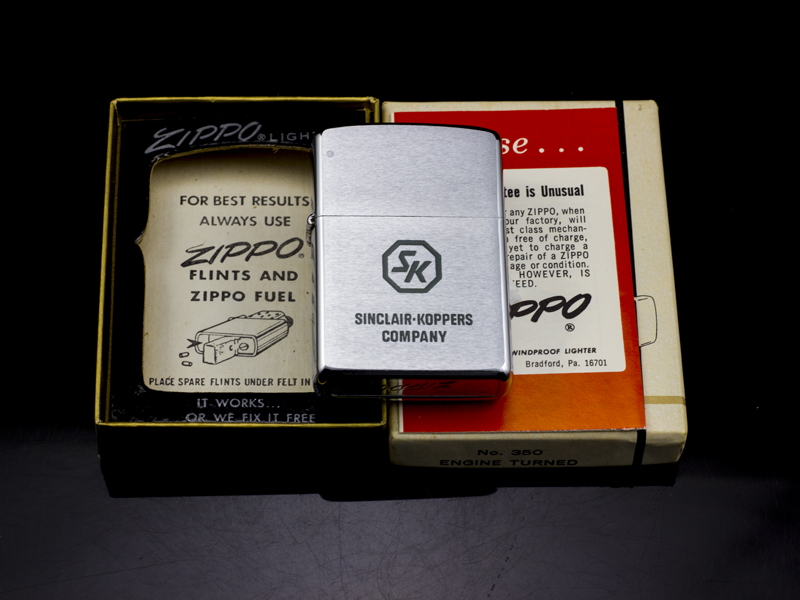 ZIPPO® LIGH
FOR BEST RESULTS
ALWAYS USE
ZIPPO®
FLINTS AND
ZIPPO FUEL
PLACE SPARE FLINTS UNDER FELT IN
IT WORKS...
OR WE FIX IT FREE
SK
SINCLAIR·KOPPERS
COMPANY
se . . .
tee is Unusual
any ZIPPO, when
our factory, will
st class mechan-
free of charge,
yet to charge a
repair of a ZIPPO
age or condition.
HOWEVER, IS
TEED.
PPO
®
WINDPROOF LIGHTER
Bradford, Pa. 16701
No. 350
ENGINE TURNED